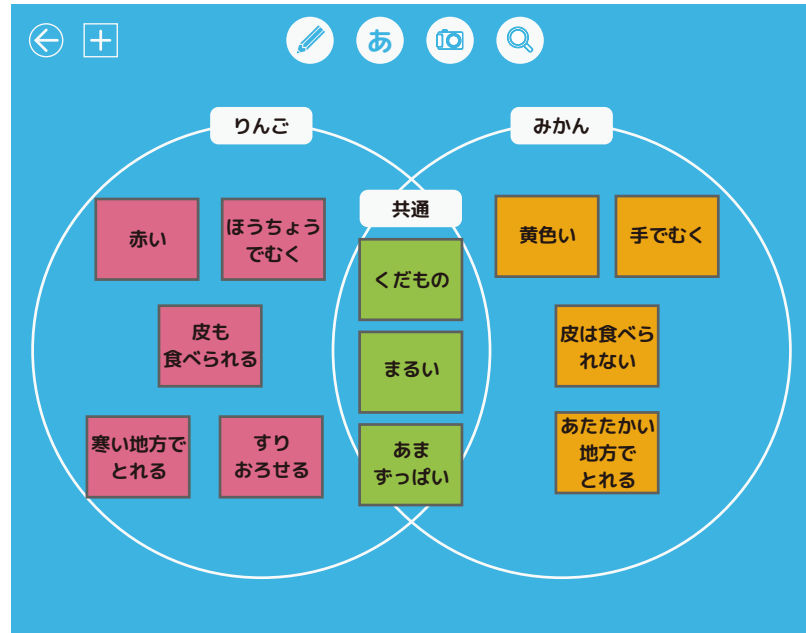 あ
りんご
みかん
共通
赤い
ほうちょう
でむく
皮も
食べられる
寒い地方で
とれる
すり
おろせる
くだもの
まるい
あま
ずっぱい
黄色い
手でむく
皮は食べら
れない
あたたかい
地方で
とれる